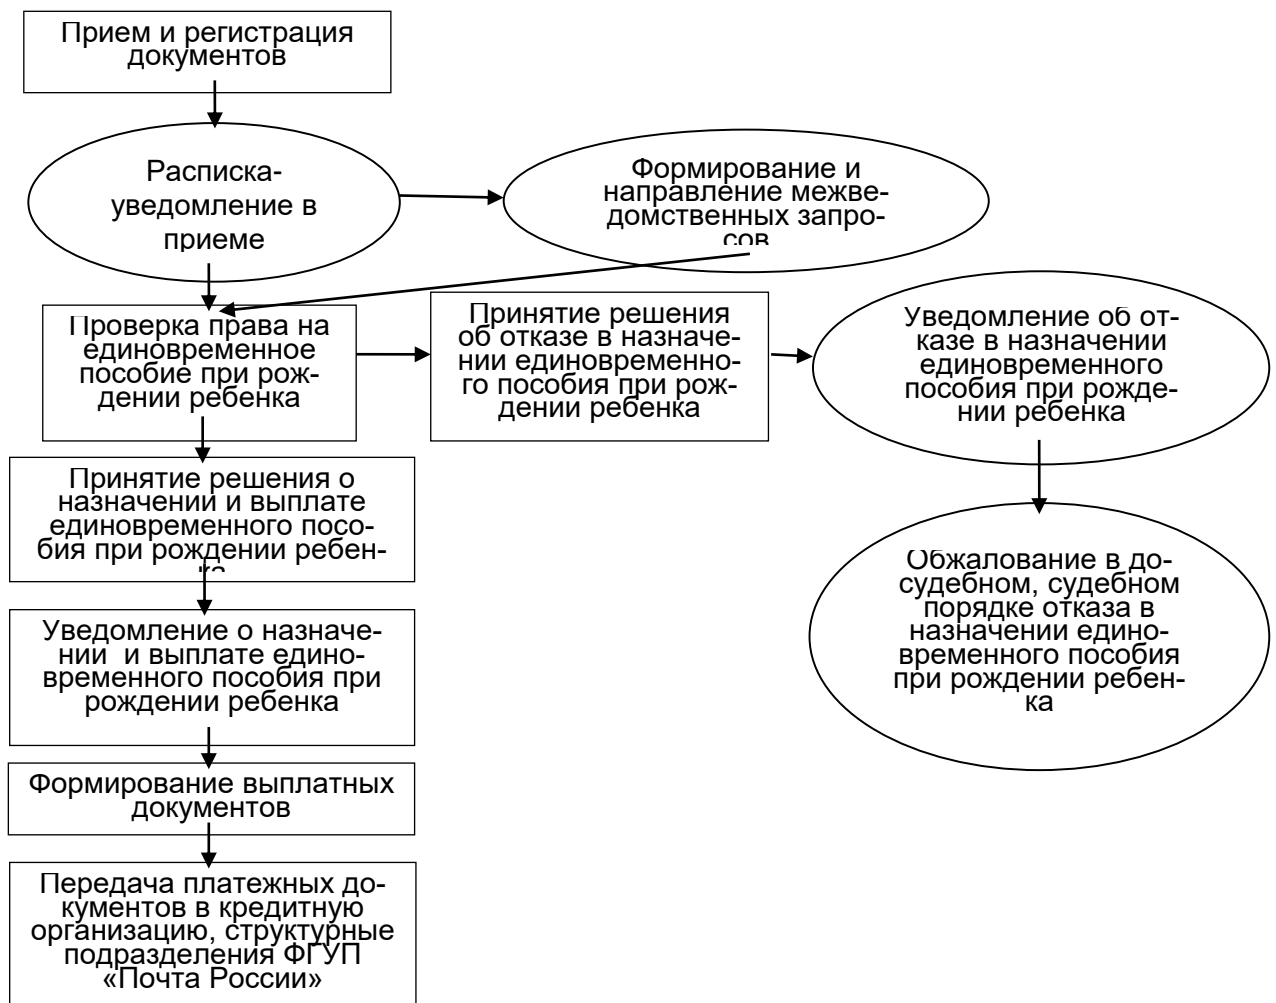 Прием и регистрация
документов
Расписка-
уведомление в
приеме
Формирование и
направление межве-
домственных запро-
сов
Проверка права на
единовременное
пособие при рож-
дении ребенка
Принятие решения
об отказе в назначе-
нии единовременно-
го пособия при рож-
дении ребенка
Уведомление об от-
казе в назначении
единовременного
пособия при рожде-
нии ребенка
Принятие решения о
назначении и выплате
единовременного посо-
бия при рождении ребен-
ка
Обжалование в до-
судебном, судебном
порядке отказа в
назначении едино-
временного пособия
при рождении ребен-
ка
Уведомление о назначе-
нии и выплате едино-
временного пособия при
рождении ребенка
Формирование выплатных
документов
Передача платежных до-
кументов в кредитную
организацию, структурные
подразделения ФГУП
«Почта России»